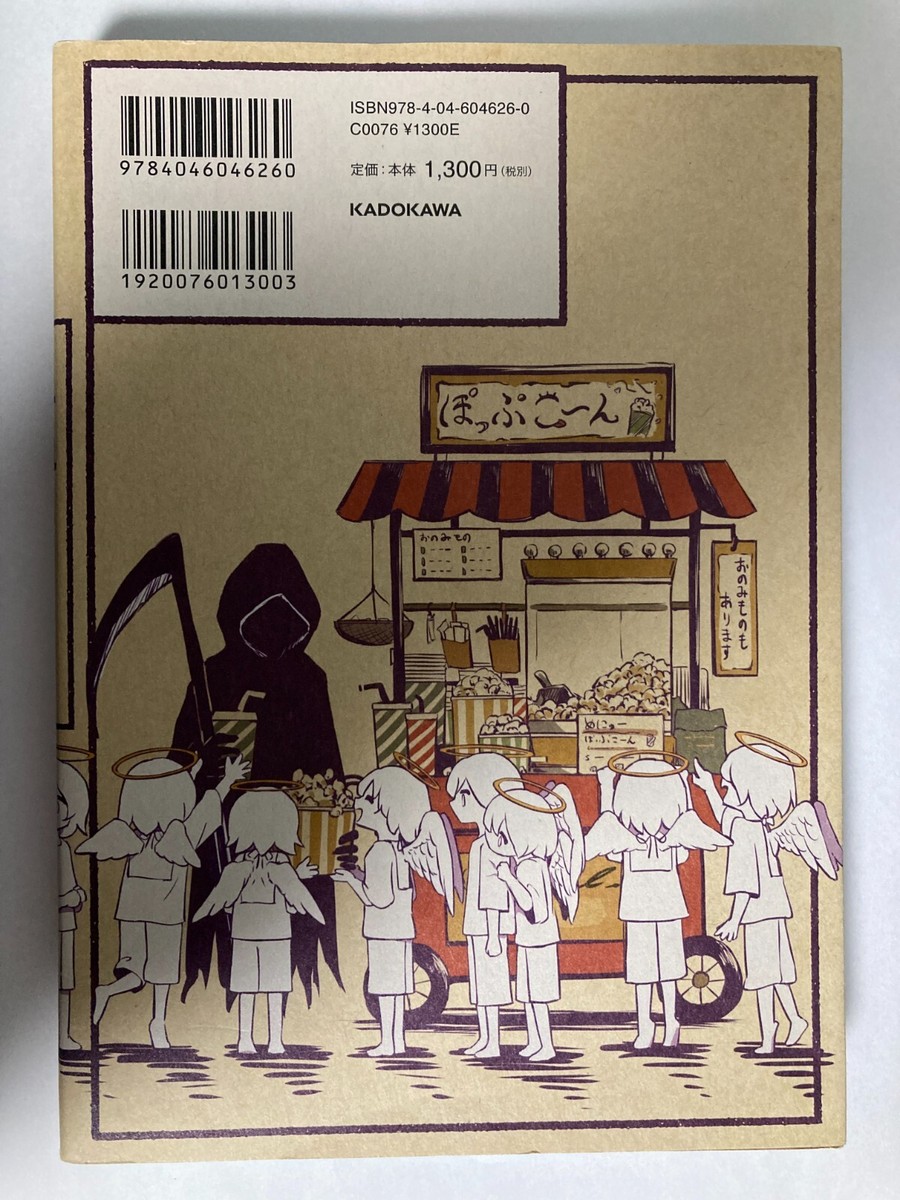 ISBN978-4-04-604626-0
C0076 ¥1300E
9784046046260
定価：本体 1,300円（税別）
KADOKAWA
1920076013003
ぽっぷこーん
おのみもの
おのみものも
あります
めにゅー
ぽっぷこーん